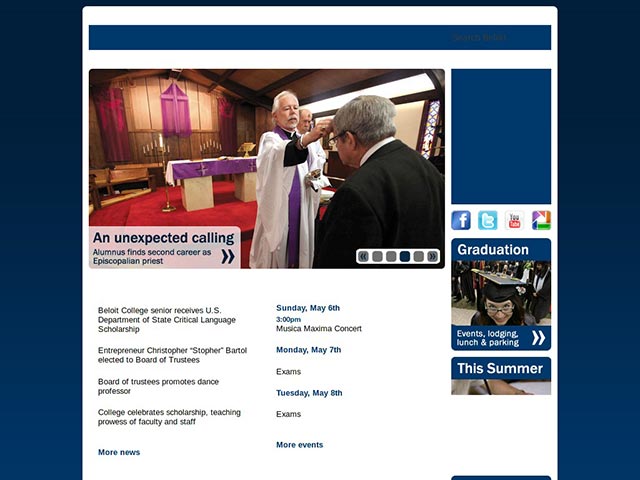 Search Beloit
An unexpected calling
Alumnus finds second career as
Episcopalian priest
You
Tube
Graduation
Events, lodging,
lunch & parking
This Summer
Beloit College senior receives U.S.
Department of State Critical Language
Scholarship
Entrepreneur Christopher “Stopher” Bartol
elected to Board of Trustees
Board of trustees promotes dance
professor
College celebrates scholarship, teaching
prowess of faculty and staff
More news
Sunday, May 6th
3:00pm
Musica Maxima Concert
Monday, May 7th
Exams
Tuesday, May 8th
Exams
More events